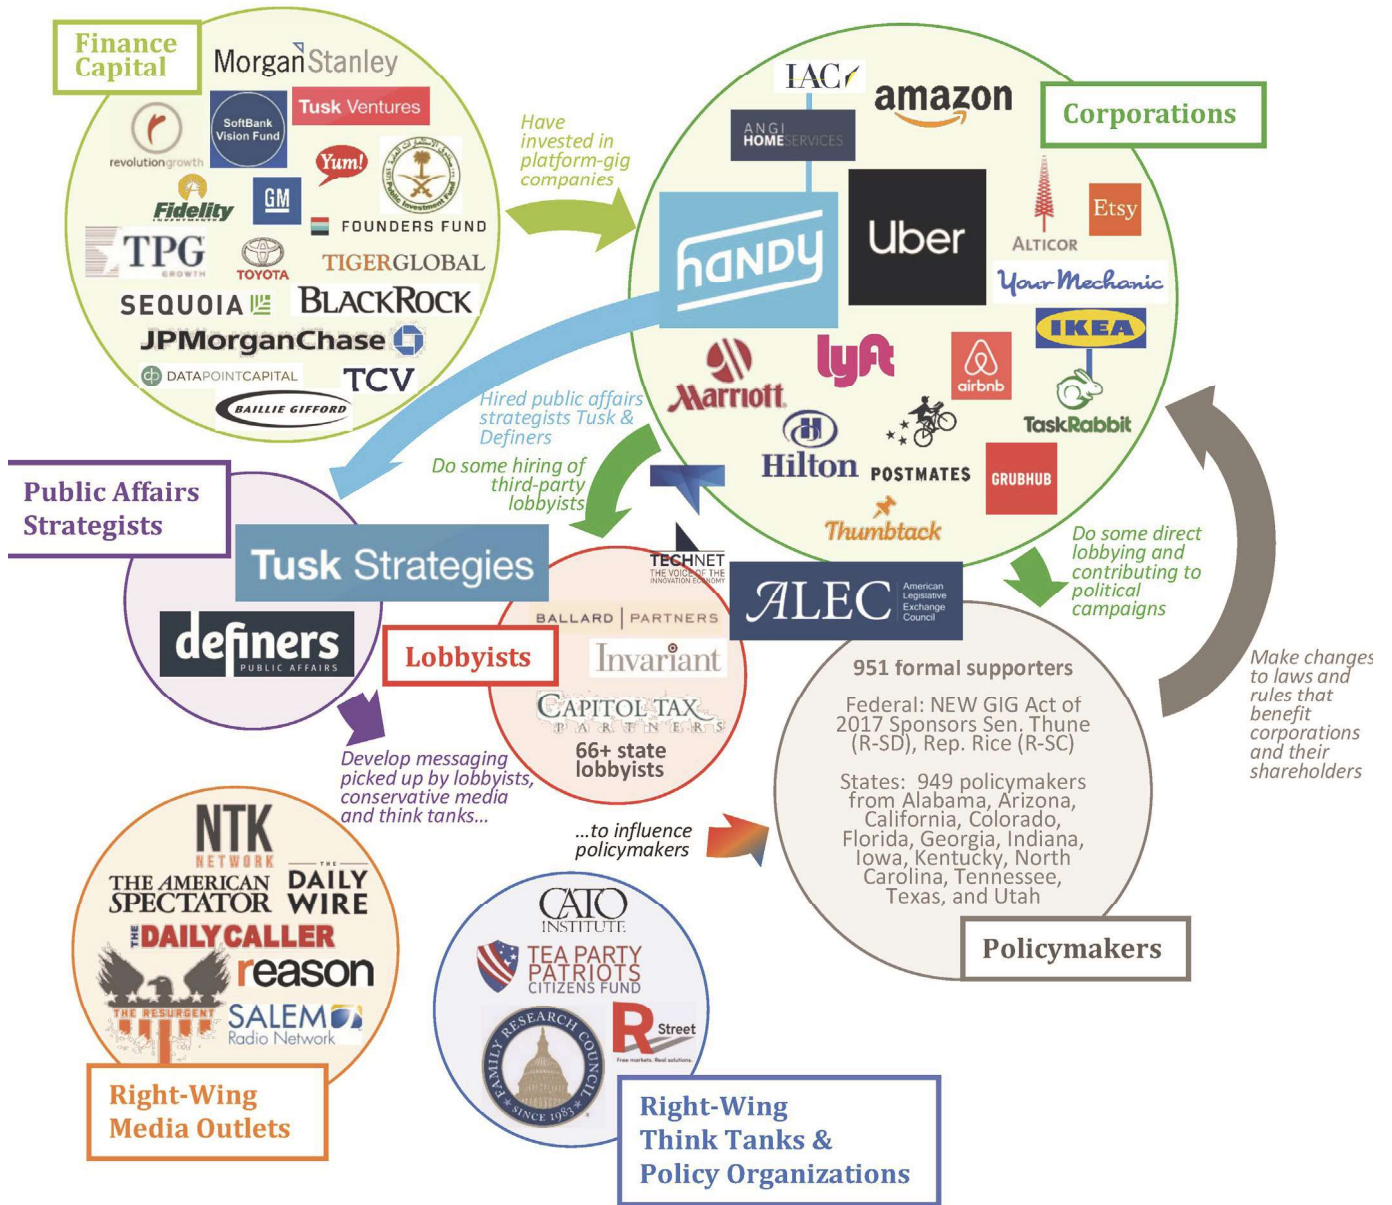 Finance
Capital
Morgan Stanley
revolutiongrowth
SoftBank
Vision Fund
Tusk Ventures
Yum!
Public Investment Fund
Fidelity
INVESTMENTS
GM
FOUNDERS FUND
TPG
GROWTH
TOYOTA
TIGERGLOBAL
SEQUOIA
BLACKROCK
JPMorganChase
dp DATAPOINTCAPITAL
TCV
BAILLIE GIFFORD
Have
invested in
platform-gig
companies
Corporations
IAC
amazon
ANGI
HOMESERVICES
HANDY
Uber
ALTICOR
Etsy
YourMechanic
IKEA
Marriott
lyft
airbnb
TaskRabbit
H
Hilton
POSTMATES
GRUBHUB
Thumbtack
Hired public affairs
strategists Tusk &
Definers
Do some hiring of
third-party
lobbyists
Public Affairs
Strategists
Tusk Strategies
definers
PUBLIC AFFAIRS
TECHNET
THE VOICE OF THE
INNOVATION ECONOMY
ALEC
American
Legislative
Exchange
Council
Do some direct
lobbying and
contributing to
political
campaigns
Lobbyists
BALLARD | PARTNERS
Invariant
CAPITOL TAX
PARTNERS
66+ state
lobbyists
Develop messaging
picked up by lobbyists,
conservative media
and think tanks...
...to influence
policymakers
951 formal supporters
Federal: NEW GIG Act of
2017 Sponsors Sen. Thune
(R-SD), Rep. Rice (R-SC)
States: 949 policymakers
from Alabama, Arizona,
California, Colorado,
Florida, Georgia, Indiana,
Iowa, Kentucky, North
Carolina, Tennessee,
Texas, and Utah
Policymakers
Make changes
to laws and
rules that
benefit
corporations
and their
shareholders
NTK
NETWORK
THE AMERICAN
SPECTATOR
THE
DAILY
WIRE
THE DAILY CALLER
reason
THE RESURGENT
SALEM
Radio Network
Right-Wing
Media Outlets
CATO
INSTITUTE
TEA PARTY
PATRIOTS
CITIZENS FUND
FAMILY RESEARCH COUNCIL
SINCE 1983
R Street
Free markets. Real solutions.
Right-Wing
Think Tanks &
Policy Organizations